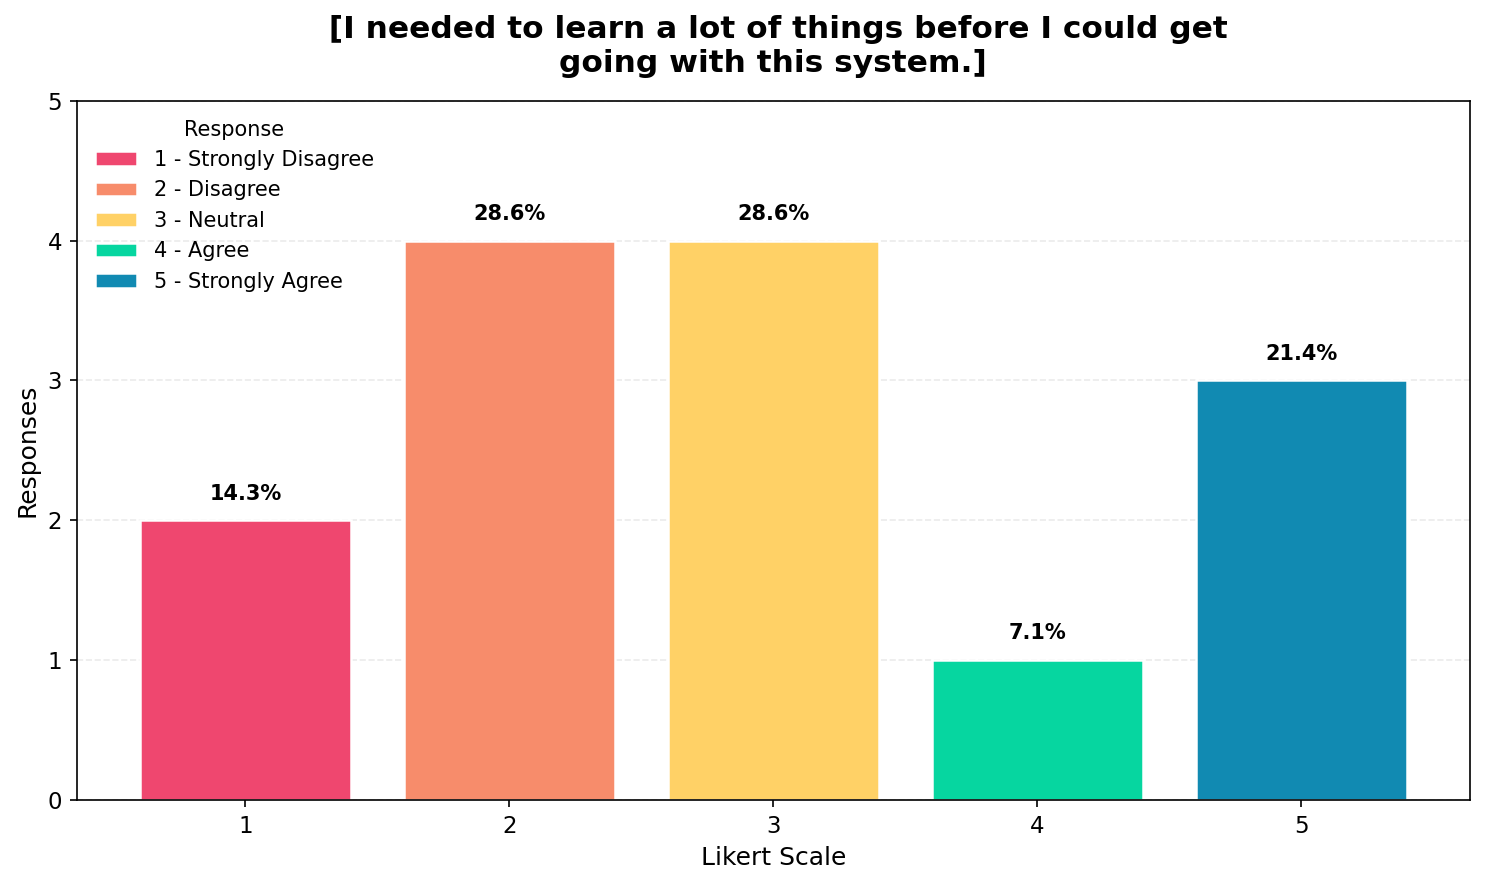 [I needed to learn a lot of things before I could get
going with this system.]
5
4
3
2
1
0
Responses
Response
1 - Strongly Disagree
2 - Disagree
3 - Neutral
4 - Agree
5 - Strongly Agree
14.3%
28.6%
28.6%
7.1%
21.4%
1
2
3
4
5
Likert Scale